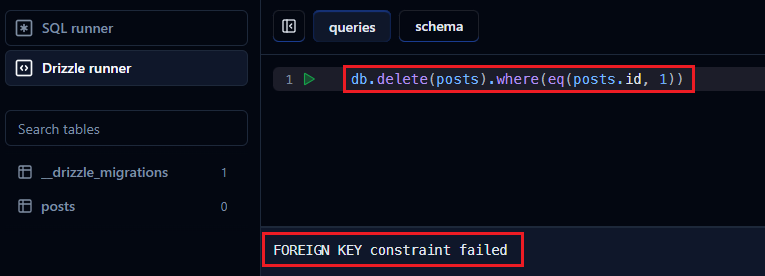 SQL runner
Drizzle runner
Search tables
__drizzle_migrations 1
posts 0
queries schema
1 db.delete(posts).where(eq(posts.id, 1))
FOREIGN KEY constraint failed